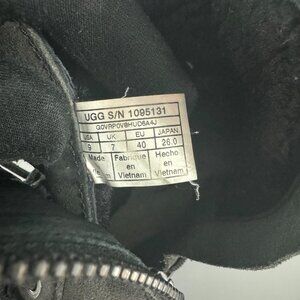 UGG S/N 1095131
USA UK EU JAPAN
9 7 40 26.0
Made Fabriqué Hecho
in en en
Vietnam Vietnam Vietnam